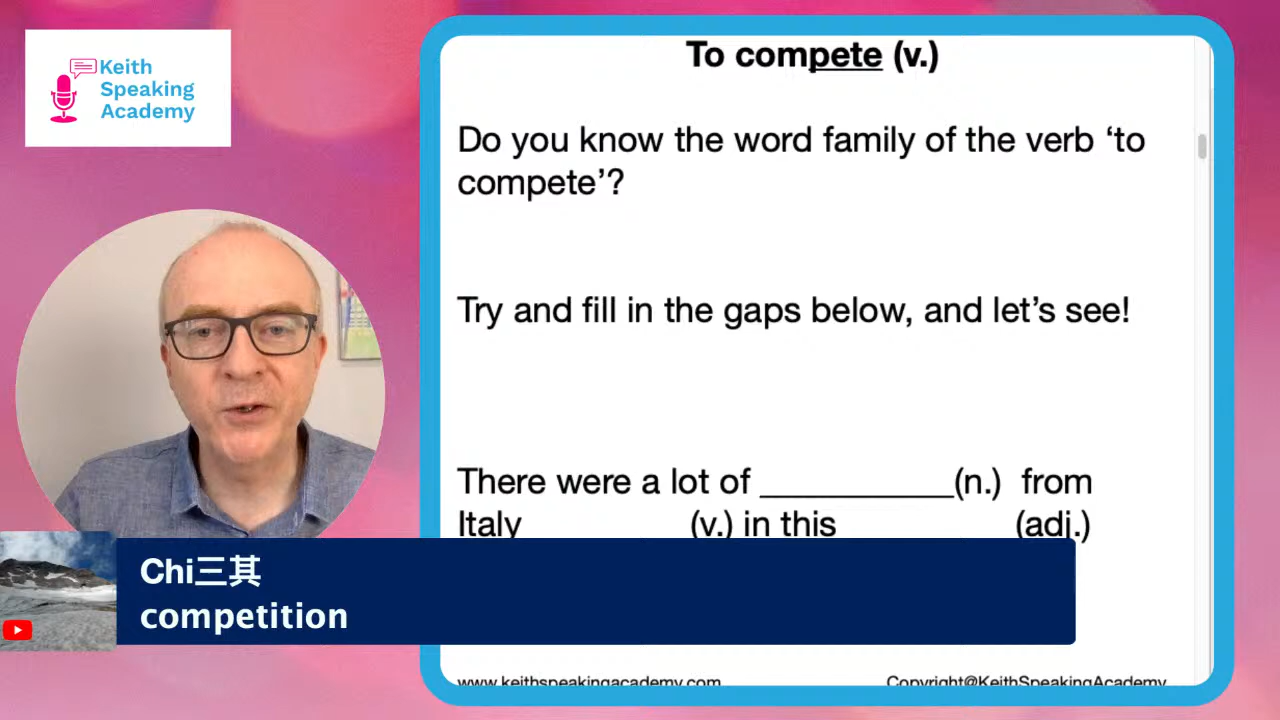 Keith
Speaking
Academy
To compete (v.)
Do you know the word family of the verb ‘to
compete’?
Try and fill in the gaps below, and let’s see!
There were a lot of ___________(n.) from
Italy (v.) in this (adj.)
Chi三其
competition
www.keithspeakingacademy.com
Copyright@KeithSpeakingAcademy